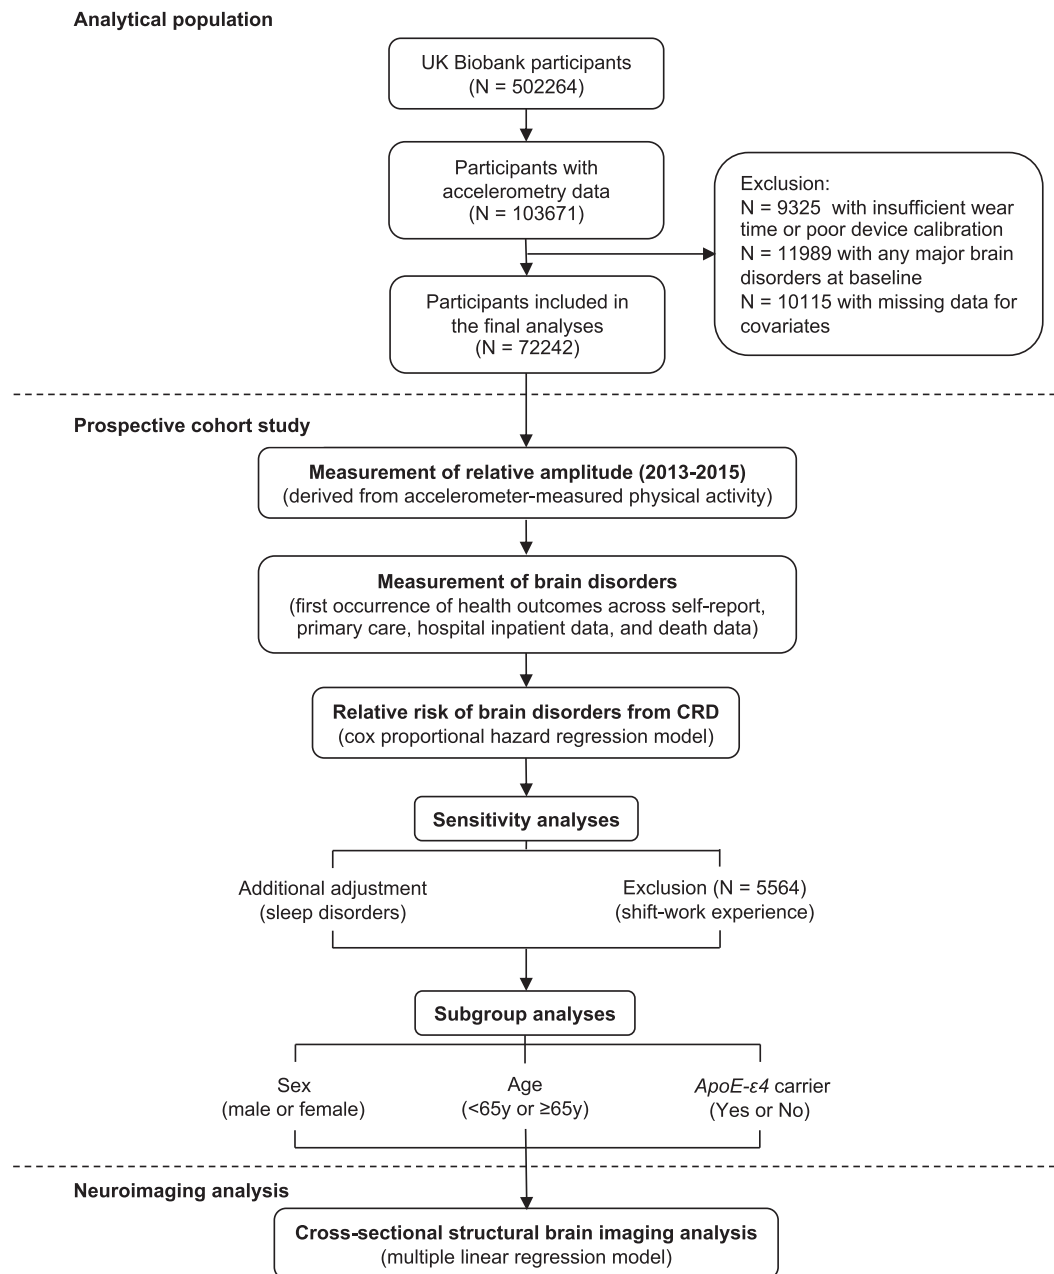 Analytical population
UK Biobank participants
(N = 502264)
Participants with
accelerometry data
(N = 103671)
Exclusion:
N = 9325 with insufficient wear
time or poor device calibration
N = 11989 with any major brain
disorders at baseline
N = 10115 with missing data for
covariates
Participants included in
the final analyses
(N = 72242)
Prospective cohort study
Measurement of relative amplitude (2013-2015)
(derived from accelerometer-measured physical activity)
Measurement of brain disorders
(first occurrence of health outcomes across self-report,
primary care, hospital inpatient data, and death data)
Relative risk of brain disorders from CRD
(cox proportional hazard regression model)
Sensitivity analyses
Additional adjustment
(sleep disorders)
Exclusion (N = 5564)
(shift-work experience)
Subgroup analyses
Sex
(male or female)
Age
(<65y or ≥65y)
ApoE-ε4 carrier
(Yes or No)
Neuroimaging analysis
Cross-sectional structural brain imaging analysis
(multiple linear regression model)